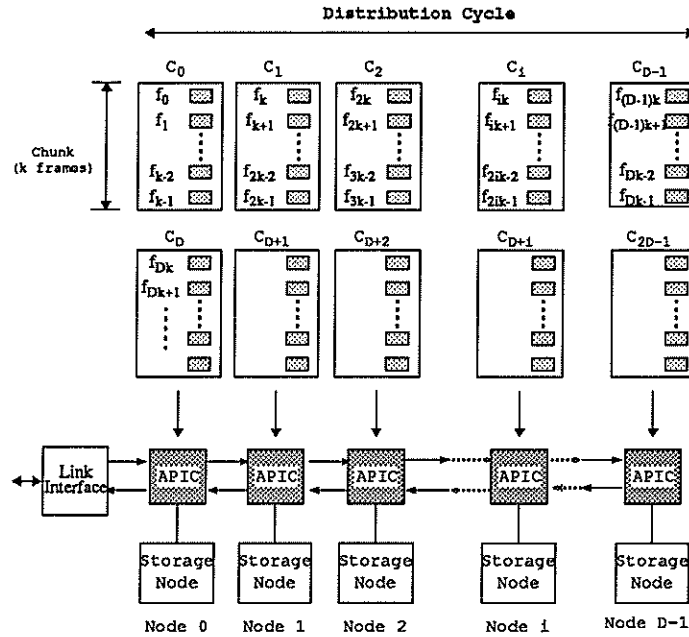 Distribution Cycle
C0 C1 C2 Ci CD-1
f0 fk f2k fik f(D-1)k
f1 fk+1 f2k+1 fik+1 f(D-1)k+1
Chunk
(k frames)
fk-2 f2k-2 f3k-2 f2ik-2 fDk-2
fk-1 f2k-1 f3k-1 f2ik-1 fDk-1
CD CD+1 CD+2 CD+i C2D-1
fDk
fDk+1
Link
Interface
APIC APIC APIC APIC APIC
Storage Storage Storage Storage Storage
Node Node Node Node Node
Node 0 Node 1 Node 2 Node i Node D-1